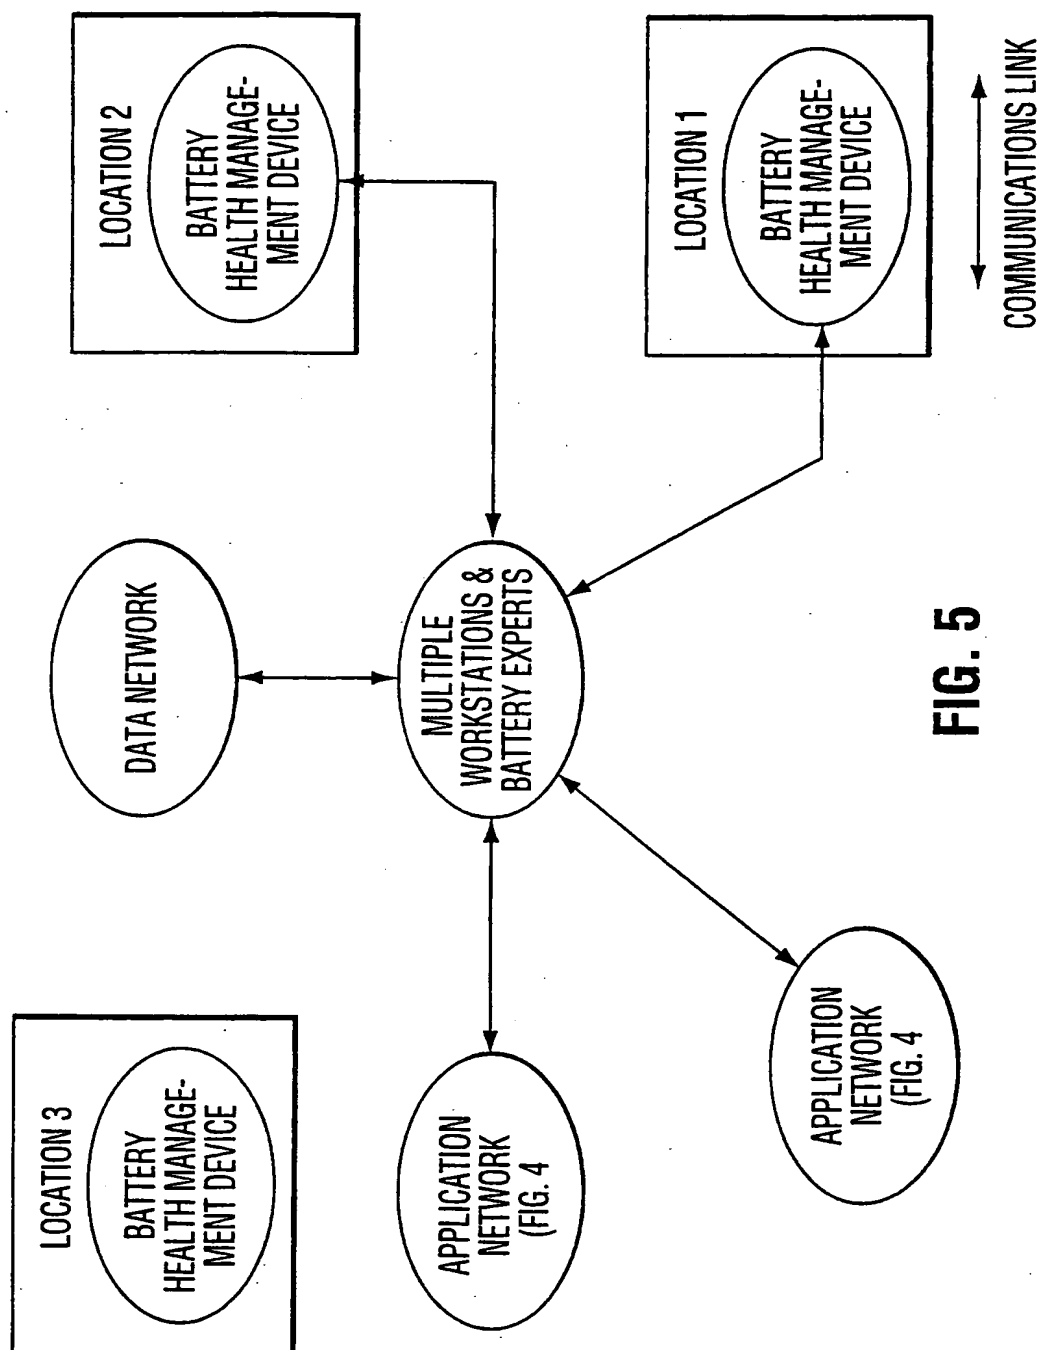 LOCATION 3
BATTERY
HEALTH MANAGE-
MENT DEVICE
DATA NETWORK
LOCATION 2
BATTERY
HEALTH MANAGE-
MENT DEVICE
APPLICATION
NETWORK
(FIG. 4
MULTIPLE
WORKSTATIONS &
BATTERY EXPERTS
APPLICATION
NETWORK
(FIG. 4
LOCATION 1
BATTERY
HEALTH MANAGE-
MENT DEVICE
COMMUNICATIONS LINK
FIG. 5